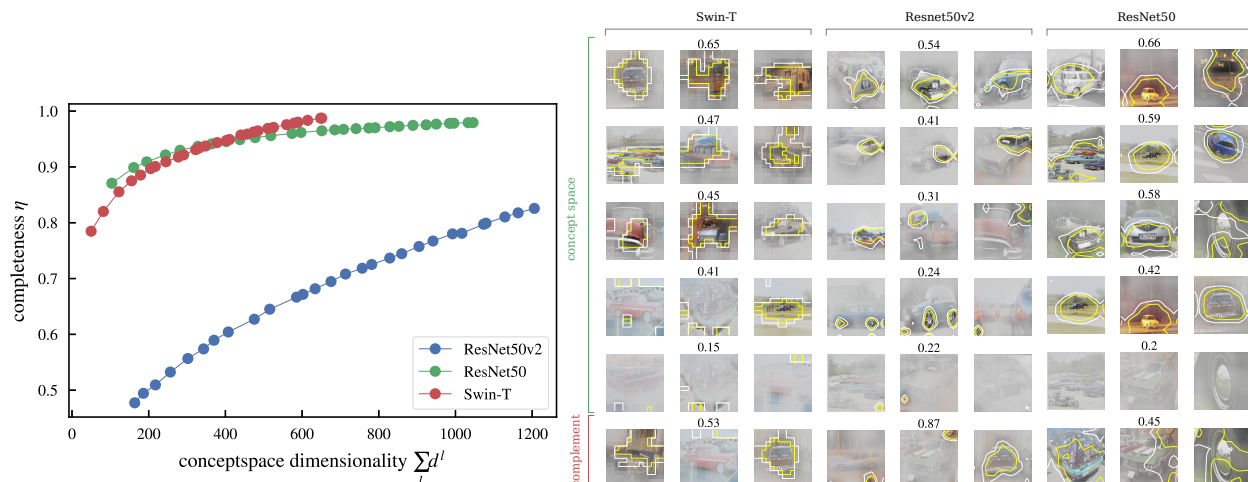 Swin-T
Resnet50v2
ResNet50
0.65
0.54
0.66
0.47
0.41
0.59
0.45
0.31
0.58
0.41
0.24
0.42
0.15
0.22
0.2
0.53
0.87
0.45
concept space
complement
completeness η
1.0
0.9
0.8
0.7
0.6
0.5
ResNet50v2
ResNet50
Swin-T
0 200 400 600 800 1000 1200
conceptspace dimensionality ∑ dˡ
l